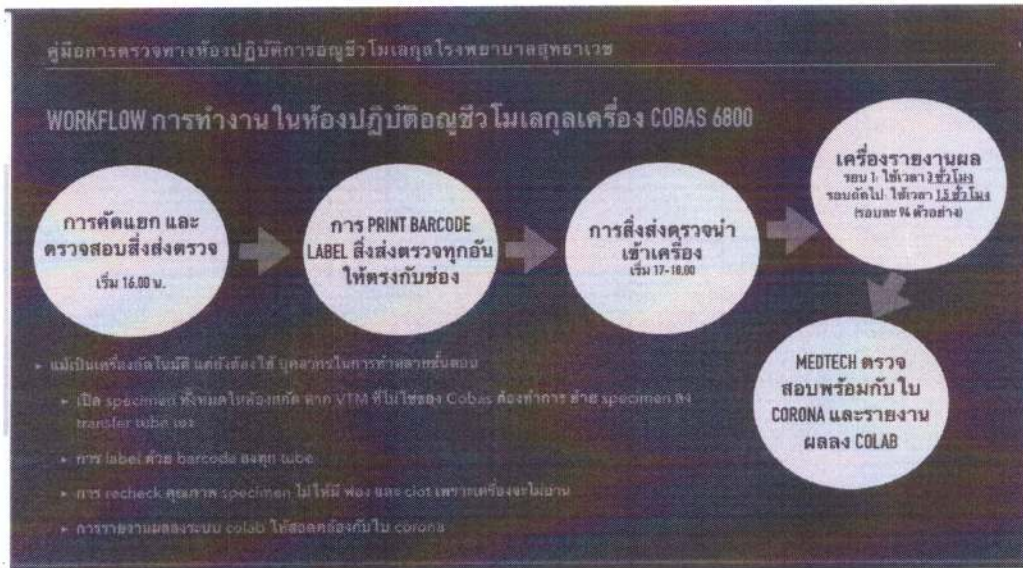 คู่มือการตรวจทางห้องปฏิบัติการอณูชีวโมเลกุลโรงพยาบาลสุทธาเวช
WORKFLOW การทำงาน ในห้องปฏิบัติอณูชีวโมเลกุลเครื่อง COBAS 6800
การคัดแยก และ
ตรวจสอบสิ่งส่งตรวจ
เริ่ม 16.00 น.
การ PRINT BARCODE
LABEL สิ่งส่งตรวจทุกอัน
ให้ตรงกับช่อง
การสิ่งส่งตรวจนำ
เข้าเครื่อง
เริ่ม 17-18.00
เครื่องรายงานผล
รอบ 1: ใช้เวลา 3 ชั่วโมง
รอบถัดไป: ใช้เวลา 1.5 ชั่วโมง
(รอบละ 94 ตัวอย่าง)
MEDTECH ตรวจ
สอบพร้อมกับใบ
CORONA และรายงาน
ผลลง COLAB
แม้เป็นเครื่องอัตโนมัติ แต่ยังต้องใช้ บุคลากรในการทำหลายขั้นตอน
เปิด specimen ทั้งหมดในห้องสกัด หาก VTM ที่ไม่ใช่ของ Cobas ต้องทำการ ย้าย specimen ลง
transfer tube เอง
การ label ด้วย barcode ลงทุก tube
การ recheck คุณภาพ specimen ไม่ให้มี ฟอง และ clot เพราะเครื่องจะไม่ผ่าน
การรายงานผลลงระบบ colab ให้สอดคล้องกับใบ corona